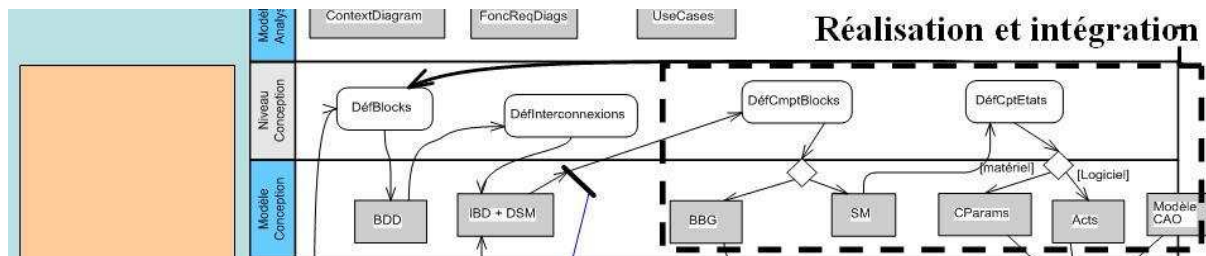 Modèle
Analys
ContextDiagram
FoncReqDiags
UseCases
Réalisation et intégration
Niveau
Conception
DéfBlocks
DéfInterconnexions
DéfCmptBlocks
DéfCptEtats
Modèle
Conception
[matériel]
[Logiciel]
BDD
IBD + DSM
BBG
SM
CParams
Acts
Modèle
CAO